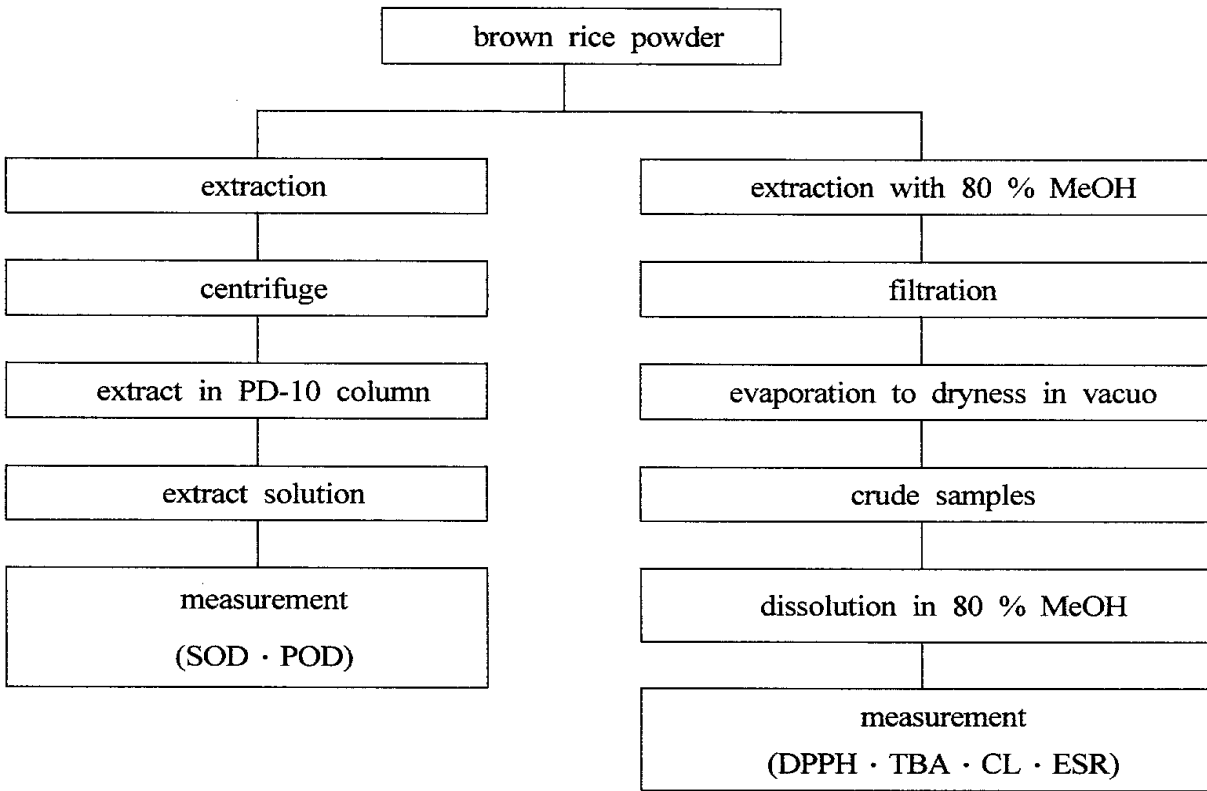 brown rice powder
extraction
centrifuge
extract in PD-10 column
extract solution
measurement
(SOD · POD)
extraction with 80 % MeOH
filtration
evaporation to dryness in vacuo
crude samples
dissolution in 80 % MeOH
measurement
(DPPH · TBA · CL · ESR)